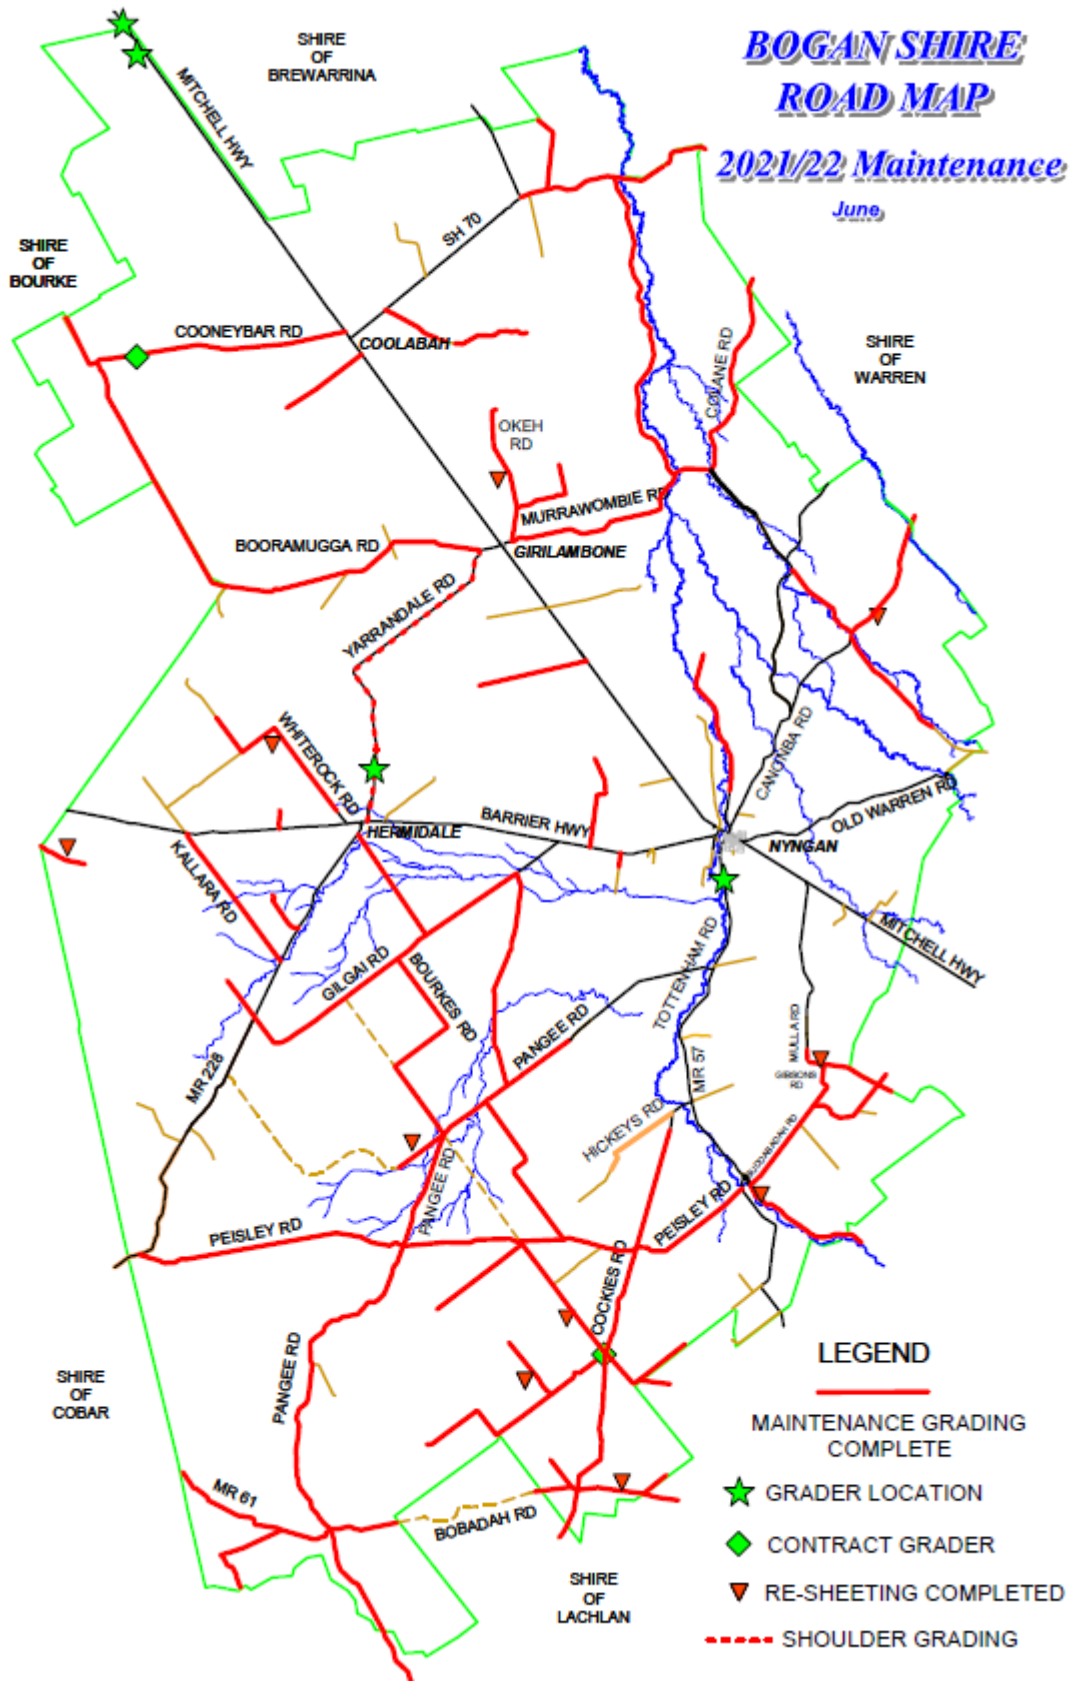 BOGAN SHIRE
ROAD MAP
2021/22 Maintenance
June
SHIRE
OF
BREWARRINA
MITCHELL HWY
SH 70
SHIRE
OF
BOURKE
COONEYBAR RD
COOLABAH
COLANE RD
SHIRE
OF
WARREN
OKEH
RD
MURRAWOMBIE RD
BOORAMUGGA RD
GIRILAMBONE
YARRANDALE RD
WHITEROCK RD
CANONBA RD
BARRIER HWY
OLD WARREN RD
HERMIDALE
NYNGAN
KALLARA RD
MITCHELL HWY
GILGAI RD
BOURKES RD
TOTTENHAM RD
PANGEE RD
MULLA RD
MR 57
GIBSONS
RD
MR 228
HICKEYS RD
BUDDABADAH RD
PANGEE RD
PEISLEY RD
PEISLEY RD
COCKIES RD
PANGEE RD
SHIRE
OF
COBAR
MR 61
BOBADAH RD
SHIRE
OF
LACHLAN
LEGEND
MAINTENANCE GRADING
COMPLETE
GRADER LOCATION
CONTRACT GRADER
RE-SHEETING COMPLETED
SHOULDER GRADING